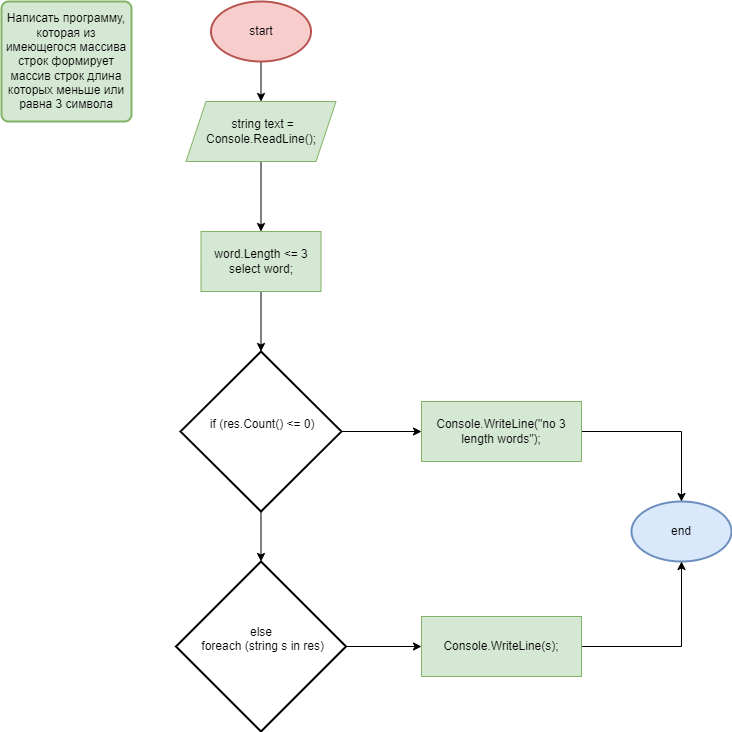 Написать программу,
которая из
имеющегося массива
строк формирует
массив строк длина
которых меньше или
равна 3 символа
start
string text =
Console.ReadLine();
word.Length <= 3
select word;
if (res.Count() <= 0)
Console.WriteLine("no 3
length words");
end
else
foreach (string s in res)
Console.WriteLine(s);